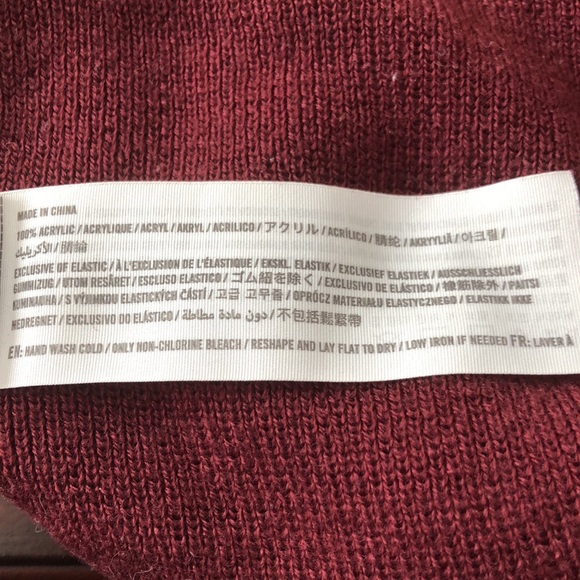 MADE IN CHINA
100% ACRYLIC / ACRYLIQUE / ACRYL / AKRYL / ACRILICO / アクリル / ACRÍLICO / 腈纶 / AKRYYLIÄ / 아크릴 /
الأكريليك / 腈綸
EXCLUSIVE OF ELASTIC / À L'EXCLUSION DE L'ÉLASTIQUE / EKSKL. ELASTIK / EXCLUSIEF ELASTIEK / AUSSCHLIESSLICH
GUMMIZUG / UTOM RESÅRET / ESCLUSO ELASTICO / ゴム紐を除く / EXCLUSIVO DE ELÁSTICO / 橡筋除外 / PAITSI
KUMINAUHA / S VÝJIMKOU ELASTICKÝCH ČÁSTÍ / 고급 고무줄 / OPRÓCZ MATERIAŁU ELASTYCZNEGO / ELASTIKK IKKE
MEDREGNET / EXCLUSIVO DO ELÁSTICO / دون مادة مطاطة / 不包括鬆緊帶
EN: HAND WASH COLD / ONLY NON-CHLORINE BLEACH / RESHAPE AND LAY FLAT TO DRY / LOW IRON IF NEEDED FR: LAVER À